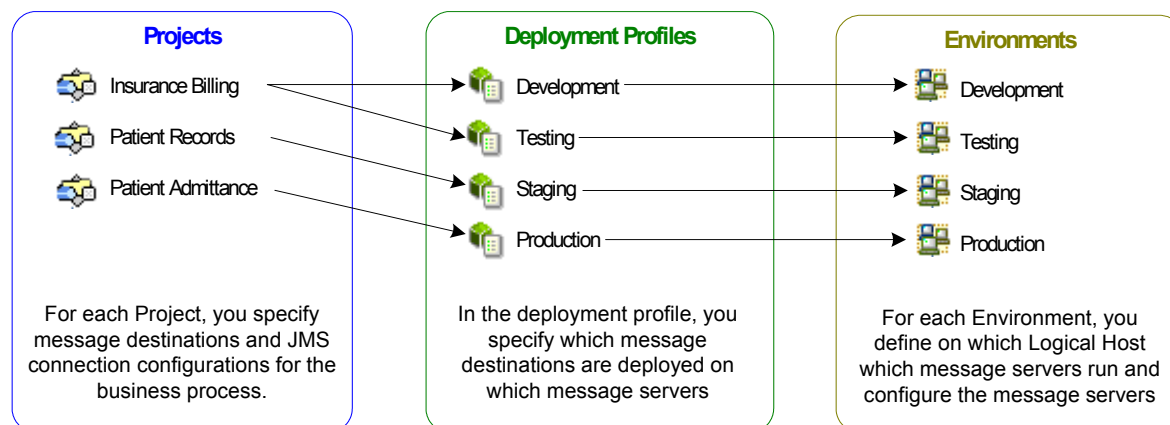 Projects
Insurance Billing
Patient Records
Patient Admittance
For each Project, you specify
message destinations and JMS
connection configurations for the
business process.
Deployment Profiles
Development
Testing
Staging
Production
In the deployment profile, you
specify which message
destinations are deployed on
which message servers
Environments
Development
Testing
Staging
Production
For each Environment, you
define on which Logical Host
which message servers run and
configure the message servers